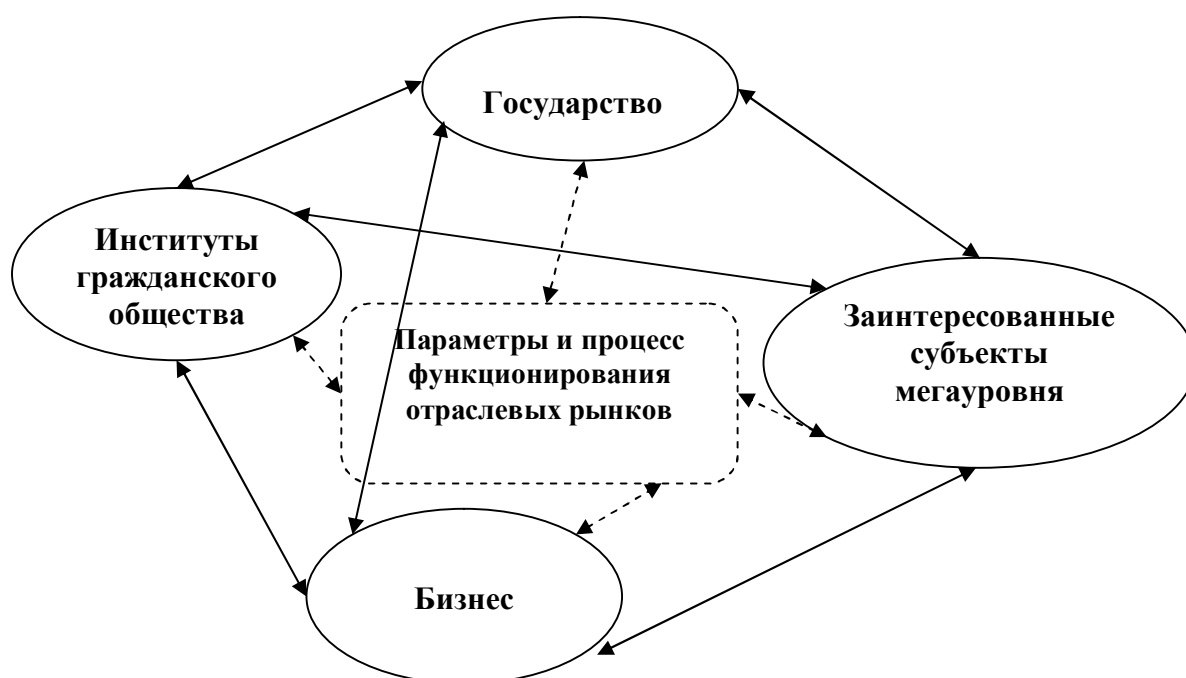 Государство
Институты
гражданского
общества
Параметры и процесс
функционирования
отраслевых рынков
Заинтересованные
субъекты
мегауровня
Бизнес